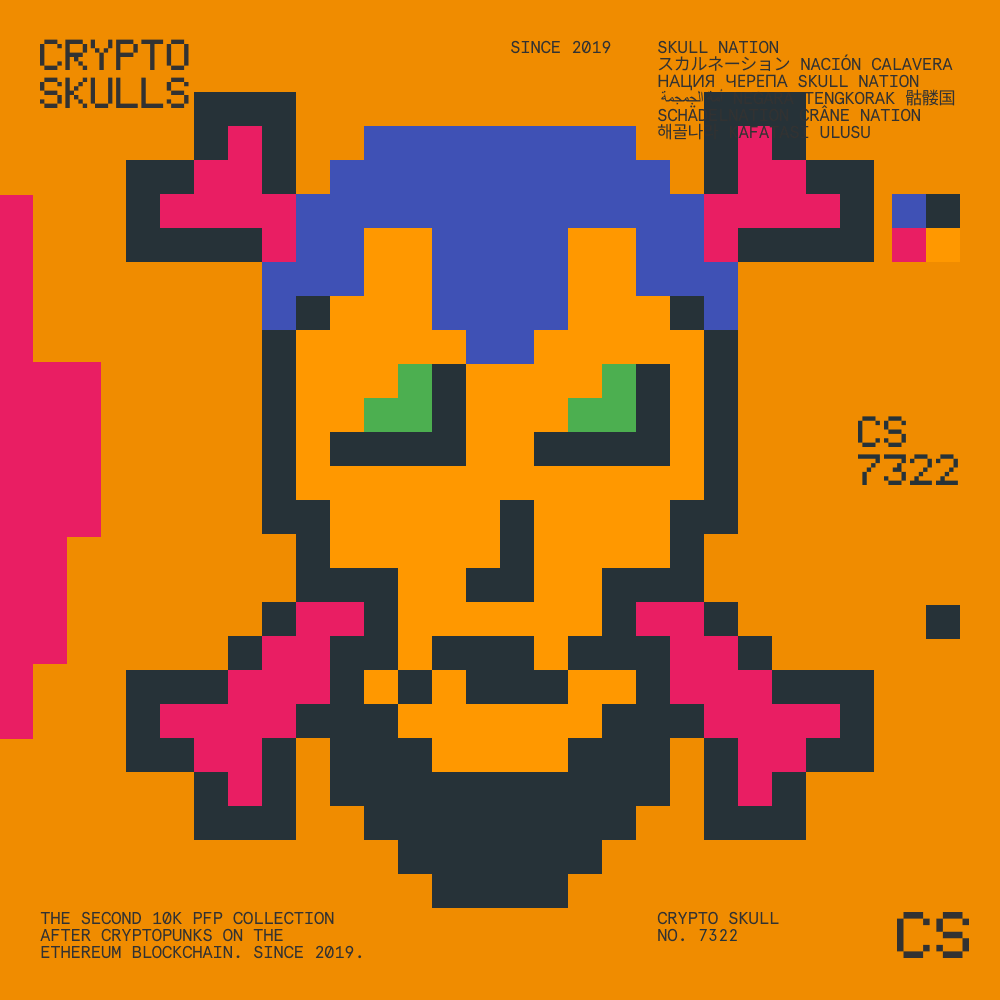 CRYPTO
SKULLS
SINCE 2019
SKULL NATION
スカルネーション NACIÓN CALAVERA
НАЦИЯ ЧЕРЕПА SKULL NATION
الجمجمة TENGKORAK 骷髅国
CRÂNE NATION
해골나 ULUSU
CS
7322
THE SECOND 10K PFP COLLECTION
AFTER CRYPTOPUNKS ON THE
ETHEREUM BLOCKCHAIN. SINCE 2019.
CRYPTO SKULL
NO. 7322
CS